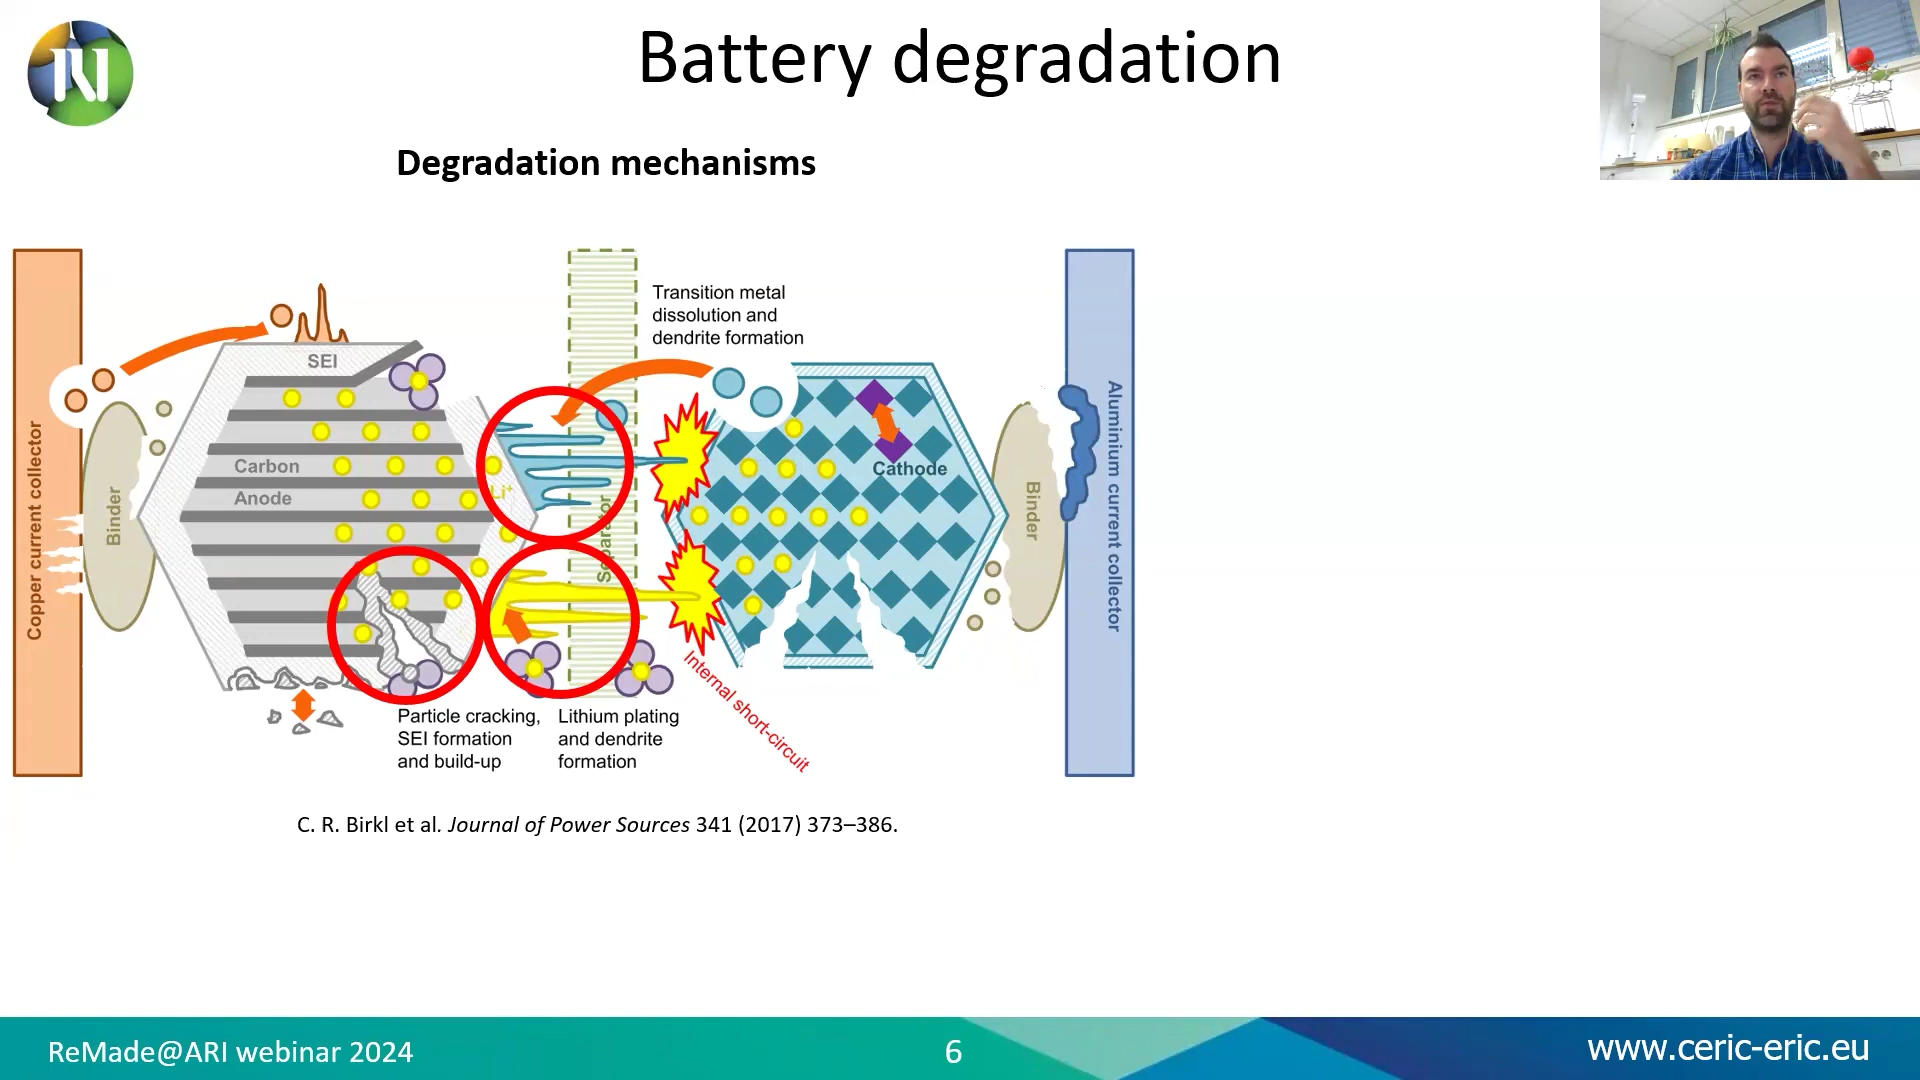 Battery degradation
Degradation mechanisms
Transition metal
dissolution and
dendrite formation
SEI
Carbon
Anode
Li⁺
Copper current collector
Binder
Separator
Cathode
Binder
Aluminium current collector
Internal short-circuit
Particle cracking,
SEI formation
and build-up
Lithium plating
and dendrite
formation
C. R. Birkl et al. Journal of Power Sources 341 (2017) 373–386.
ReMade@ARI webinar 2024
6
www.ceric-eric.eu